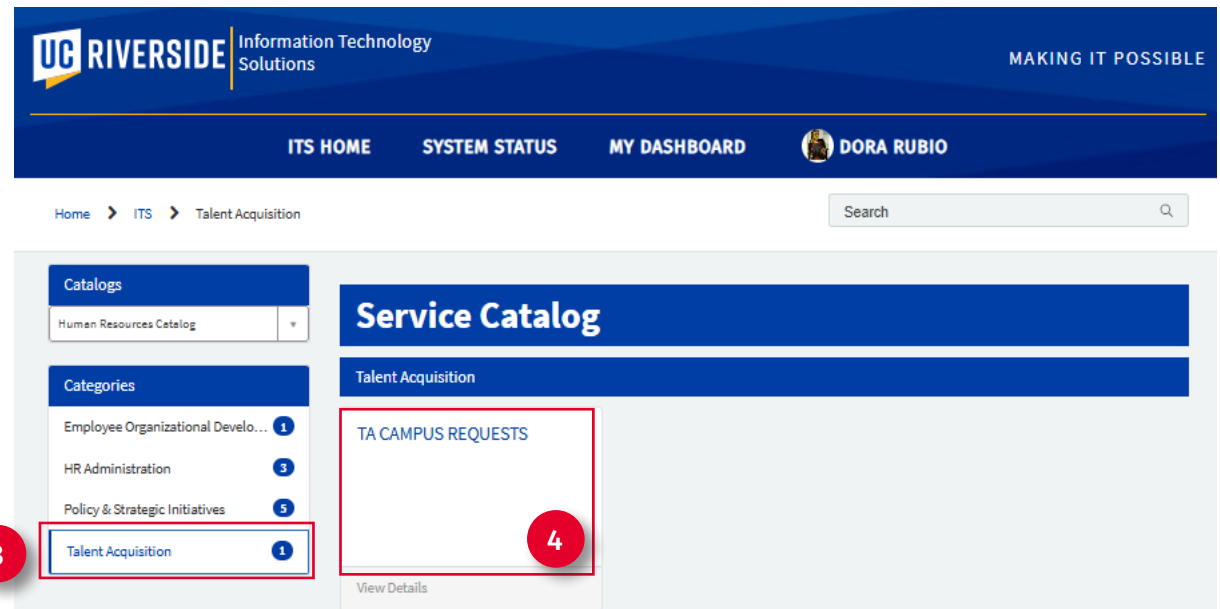 UC RIVERSIDE
Information Technology
Solutions
MAKING IT POSSIBLE
ITS HOME SYSTEM STATUS MY DASHBOARD DORA RUBIO
Home > ITS > Talent Acquisition
Search
Catalogs
Human Resources Catalog
Service Catalog
Categories
Talent Acquisition
Employee Organizational Develo... 1
HR Administration 3
Policy & Strategic Initiatives 5
Talent Acquisition 1
TA CAMPUS REQUESTS
4
View Details